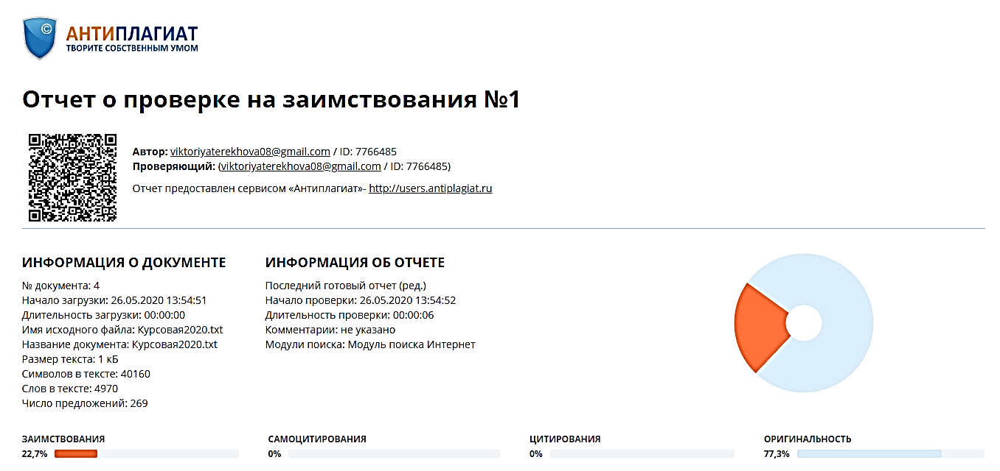 ©
АНТИПЛАГИАТ
ТВОРИТЕ СОБСТВЕННЫМ УМОМ
Отчет о проверке на заимствования №1
Автор: viktoriyaterekhova08@gmail.com / ID: 7766485
Проверяющий: (viktoriyaterekhova08@gmail.com / ID: 7766485)
Отчет предоставлен сервисом «Антиплагиат»- http://users.antiplagiat.ru
ИНФОРМАЦИЯ О ДОКУМЕНТЕ
№ документа: 4
Начало загрузки: 26.05.2020 13:54:51
Длительность загрузки: 00:00:00
Имя исходного файла: Курсовая2020.txt
Название документа: Курсовая2020.txt
Размер текста: 1 кБ
Символов в тексте: 40160
Слов в тексте: 4970
Число предложений: 269
ИНФОРМАЦИЯ ОБ ОТЧЕТЕ
Последний готовый отчет (ред.)
Начало проверки: 26.05.2020 13:54:52
Длительность проверки: 00:00:06
Комментарии: не указано
Модули поиска: Модуль поиска Интернет
ЗАИМСТВОВАНИЯ
22,7%
САМОЦИТИРОВАНИЯ
0%
ЦИТИРОВАНИЯ
0%
ОРИГИНАЛЬНОСТЬ
77,3%